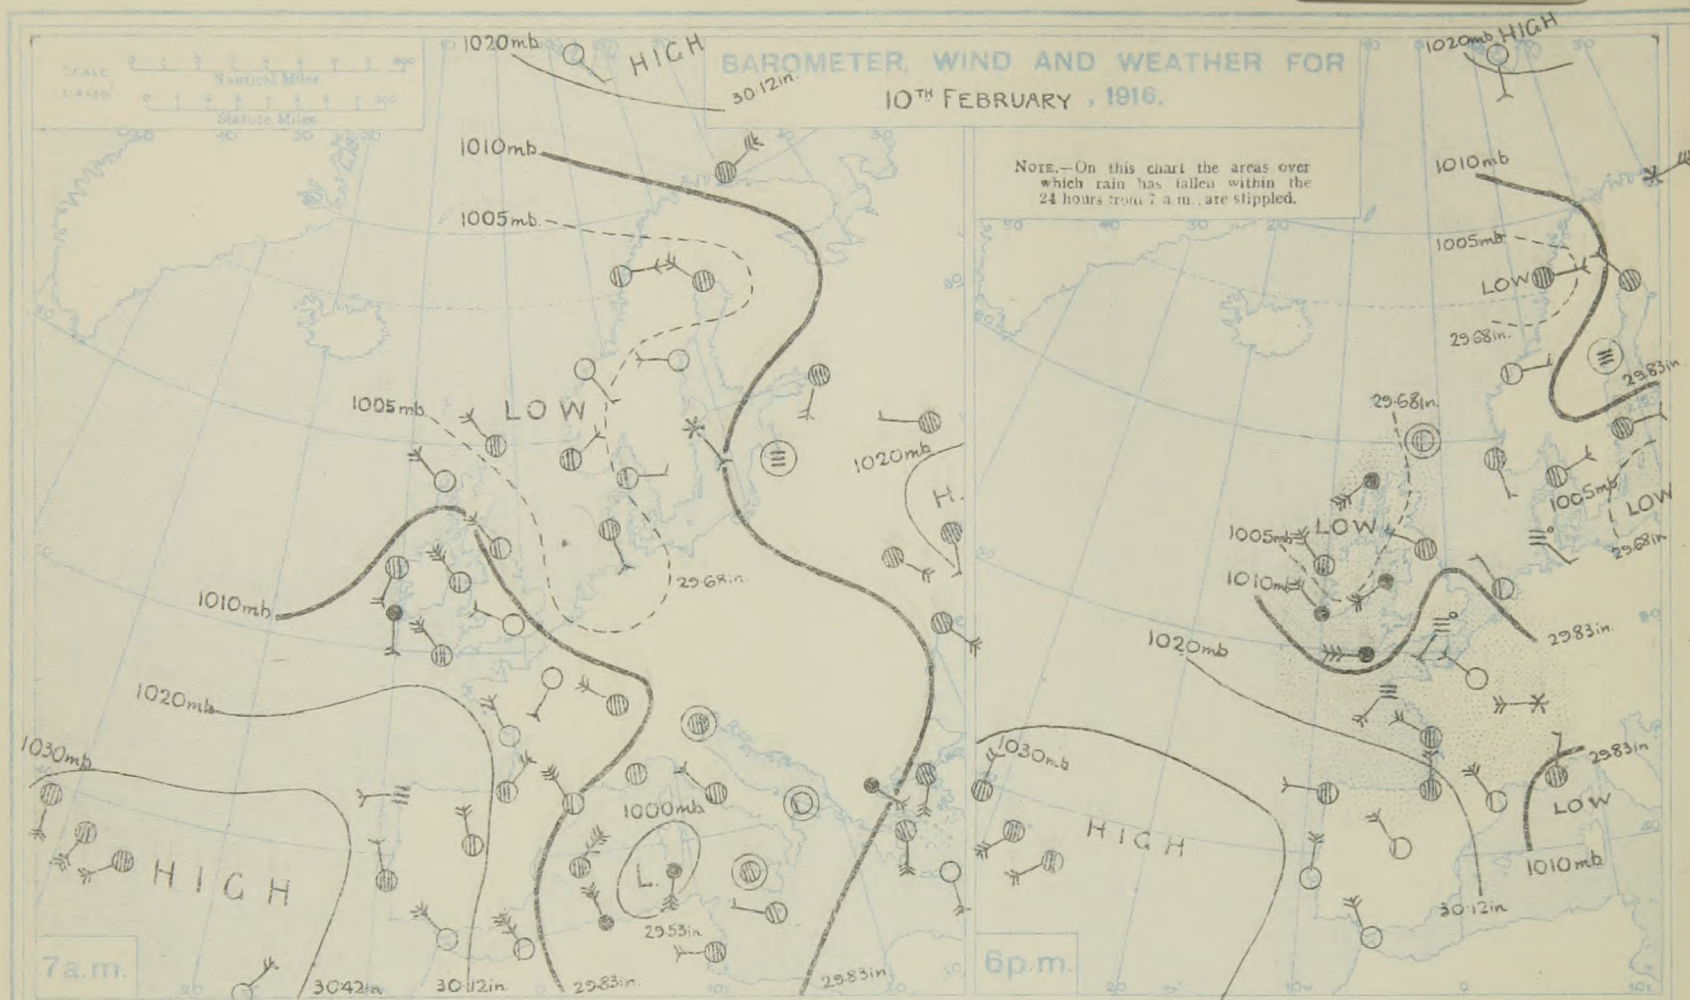 SCALE
Nautical Miles
Statute Miles
BAROMETER, WIND AND WEATHER FOR
10TH FEBRUARY, 1916.
NOTE.—On this chart the areas over
which rain has fallen within the
24 hours from 7 a.m. are stippled.
1020mb.
HIGH
30.12in.
1010mb.
1005mb.
1005mb.
LOW
1020mb.
H.
29.68in.
1010mb.
1020mb.
1030mb.
HIGH
1000mb.
L.
29.53in.
7a.m.
30.42in
30.12in.
29.83in.
29.83in.
1020mb.
HIGH
1010mb
1005mb.
LOW
29.68in.
29.83in.
29.68in.
1005mb
LOW
29.68in.
LOW
1005mb
1010mb
29.83in.
1020mb
1030mb
HIGH
29.83in
LOW
1010mb
30.12in
6p.m.